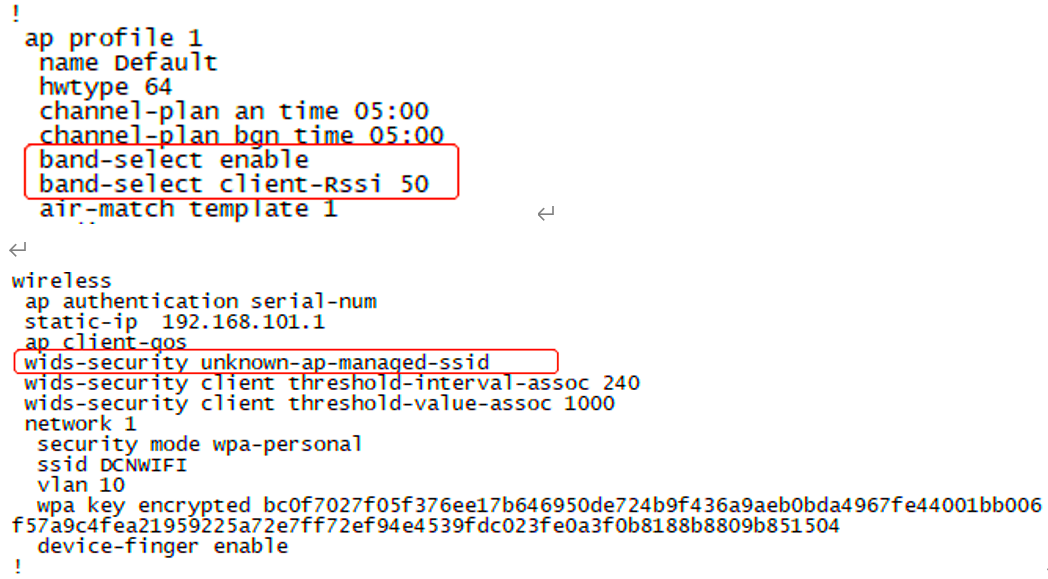 !
ap profile 1
name Default
hwtype 64
channel-plan an time 05:00
channel-plan bgn time 05:00
band-select enable
band-select client-Rssi 50
air-match template 1
wireless
ap authentication serial-num
static-ip  192.168.101.1
ap client-qos
wids-security unknown-ap-managed-ssid
wids-security client threshold-interval-assoc 240
wids-security client threshold-value-assoc 1000
network 1
security mode wpa-personal
ssid DCNWIFI
vlan 10
wpa key encrypted bc0f7027f05f376ee17b646950de724b9f436a9aeb0bda4967fe44001bb006
f57a9c4fea21959225a72e7ff72ef94e4539fdc023fe0a3f0b8188b8809b851504
device-finger enable
!